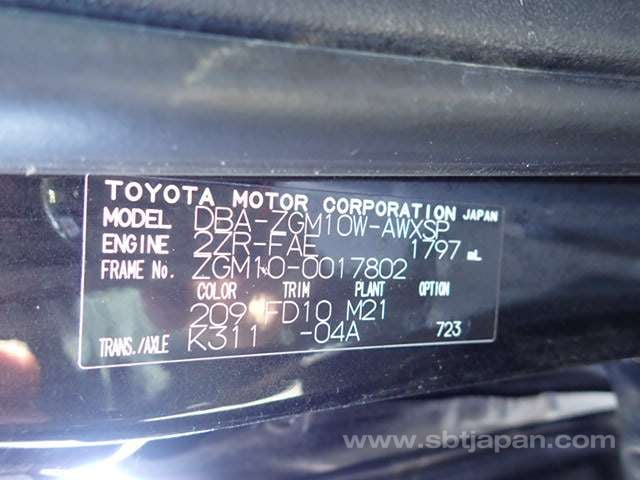 TOYOTA MOTOR CORPORATION JAPAN
MODEL DBA-ZGM10W-AWXSP
ENGINE 2ZR-FAE 1797 mL
FRAME No. ZGM10-0017802
COLOR TRIM PLANT OPTION
209 FD10 M21
TRANS./AXLE K311 -04A 723
www.sbtjapan.com